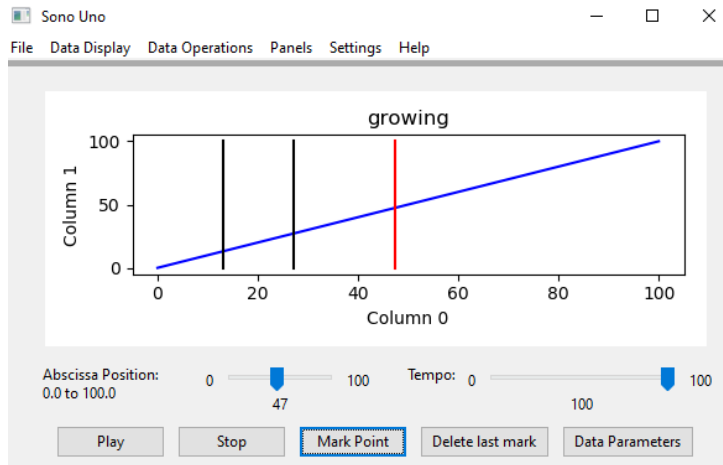 Sono Uno
File Data Display Data Operations Panels Settings Help
growing
100
50
0
Column 1
0 20 40 60 80 100
Column 0
Abscissa Position: 0 100 Tempo: 0 100
0.0 to 100.0
47 100
Play Stop Mark Point Delete last mark Data Parameters